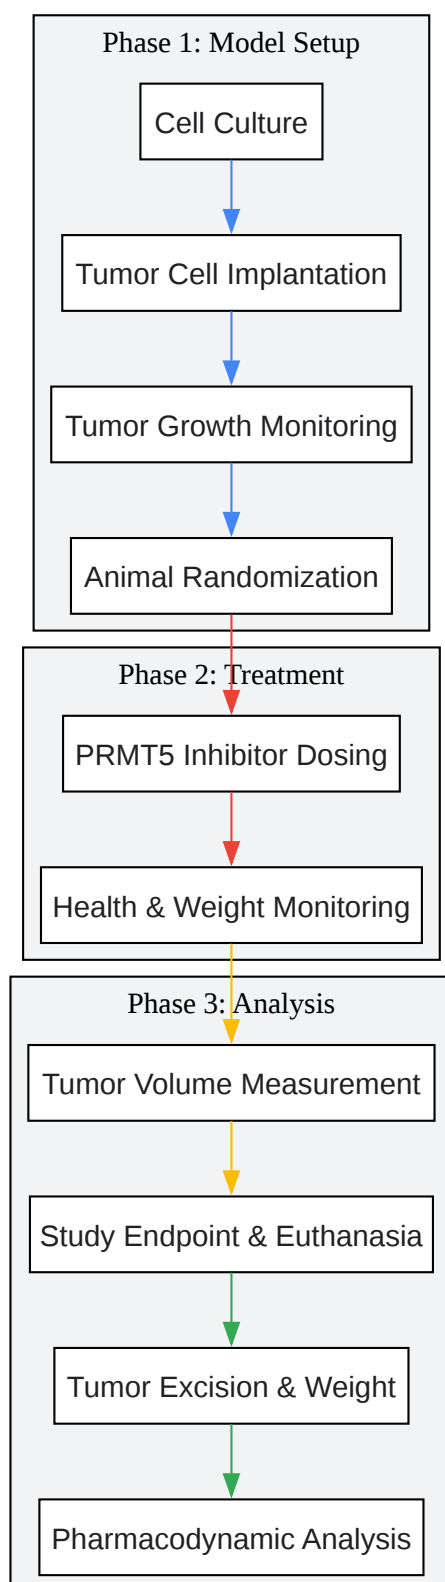 Phase 1: Model Setup
Cell Culture
Tumor Cell Implantation
Tumor Growth Monitoring
Animal Randomization
Phase 2: Treatment
PRMT5 Inhibitor Dosing
Health & Weight Monitoring
Phase 3: Analysis
Tumor Volume Measurement
Study Endpoint & Euthanasia
Tumor Excision & Weight
Pharmacodynamic Analysis